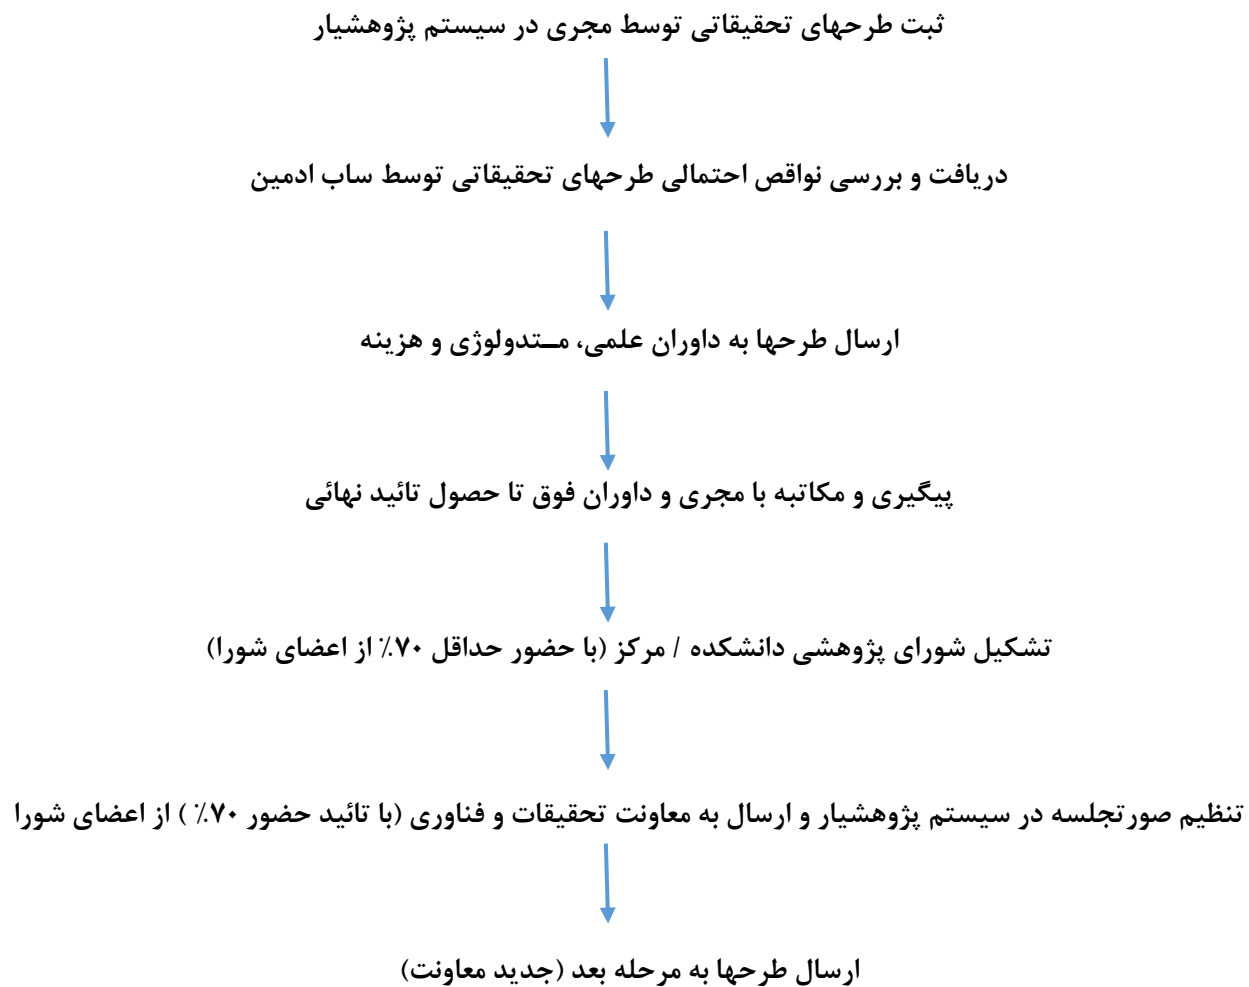 ثبت طرحهای تحقیقاتی توسط مجری در سیستم پژوهشیار
دریافت و بررسی نواقص احتمالی طرحهای تحقیقاتی توسط ساب ادمین
ارسال طرحها به داوران علمی، مـتدولوژی و هزینه
پیگیری و مکاتبه با مجری و داوران فوق تا حصول تائید نهائی
تشکیل شورای پژوهشی دانشکده / مرکز (با حضور حداقل ۷۰٪ از اعضای شورا)
تنظیم صورتجلسه در سیستم پژوهشیار و ارسال به معاونت تحقیقات و فناوری (با تائید حضور ۷۰٪ ) از اعضای شورا
ارسال طرحها به مرحله بعد (جدید معاونت)